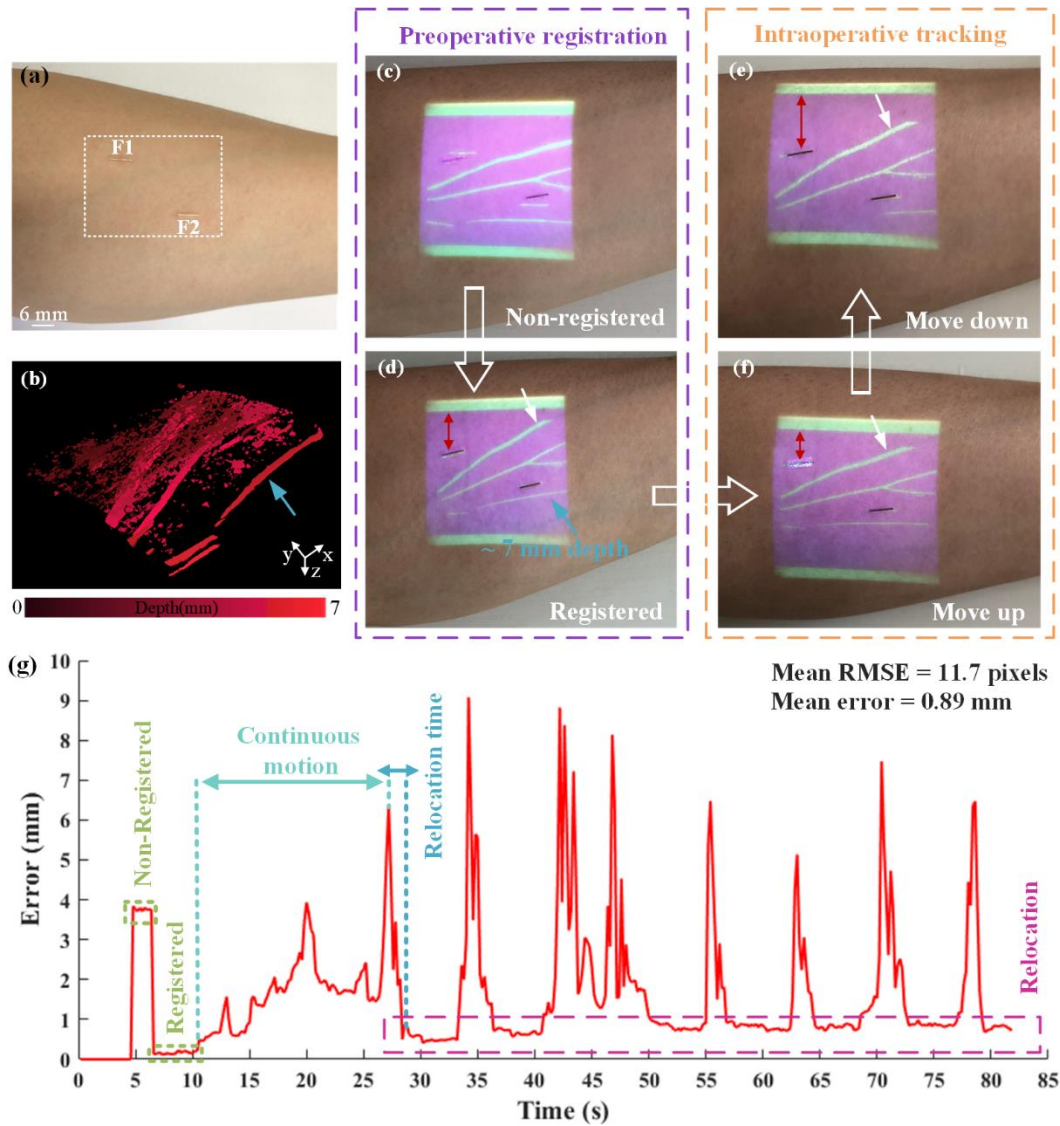 Preoperative registration
Intraoperative tracking
(a)
F1
F2
6 mm
(c)
Non-registered
(e)
Move down
(b)
y
x
z
0
Depth(mm)
7
(d)
~ 7 mm depth
Registered
(f)
Move up
(g)
Mean RMSE = 11.7 pixels
Mean error = 0.89 mm
Error (mm)
10
9
8
7
6
5
4
3
2
1
0
Non-Registered
Registered
Continuous
motion
Relocation time
Relocation
0
5
10
15
20
25
30
35
40
45
50
55
60
65
70
75
80
85
Time (s)